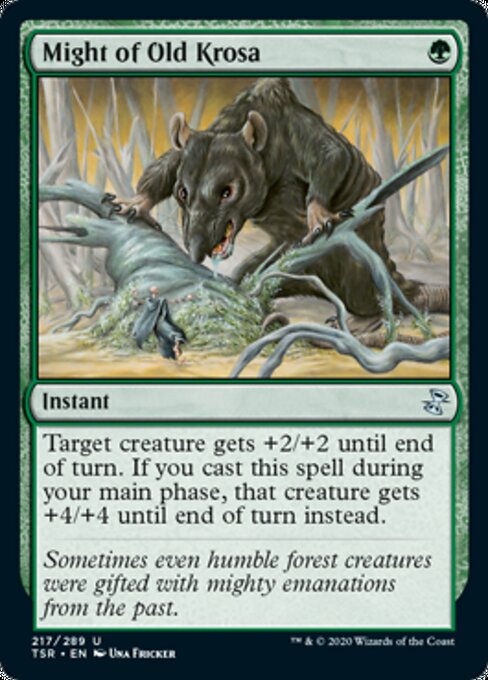 Might of Old Krosa
Instant
Target creature gets +2/+2 until end
of turn. If you cast this spell during
your main phase, that creature gets
+4/+4 until end of turn instead.
Sometimes even humble forest creatures
were gifted with mighty emanations
from the past.
217/289 U
TSR • EN Una Fricker
™ & © 2020 Wizards of the Coast